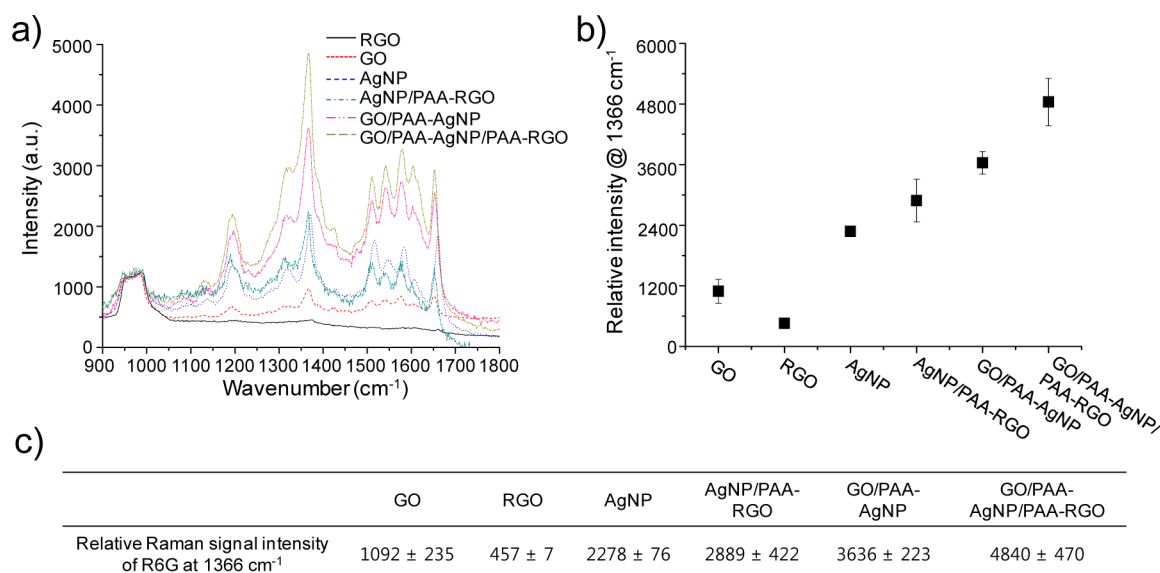 a)
5000
4000
3000
2000
1000
0
Intensity (a.u.)
900 1000 1100 1200 1300 1400 1500 1600 1700 1800
Wavenumber (cm⁻¹)
RGO
GO
AgNP
AgNP/PAA-RGO
GO/PAA-AgNP
GO/PAA-AgNP/PAA-RGO
b)
6000
4800
3600
2400
1200
0
Relative intensity @ 1366 cm⁻¹
GO
RGO
AgNP
AgNP/PAA-RGO
GO/PAA-AgNP
GO/PAA-AgNP/
PAA-RGO
c)
GO RGO AgNP AgNP/PAA- GO/PAA- GO/PAA-
RGO AgNP AgNP/PAA-RGO
Relative Raman signal intensity
of R6G at 1366 cm⁻¹
1092 ± 235 457 ± 7 2278 ± 76 2889 ± 422 3636 ± 223 4840 ± 470